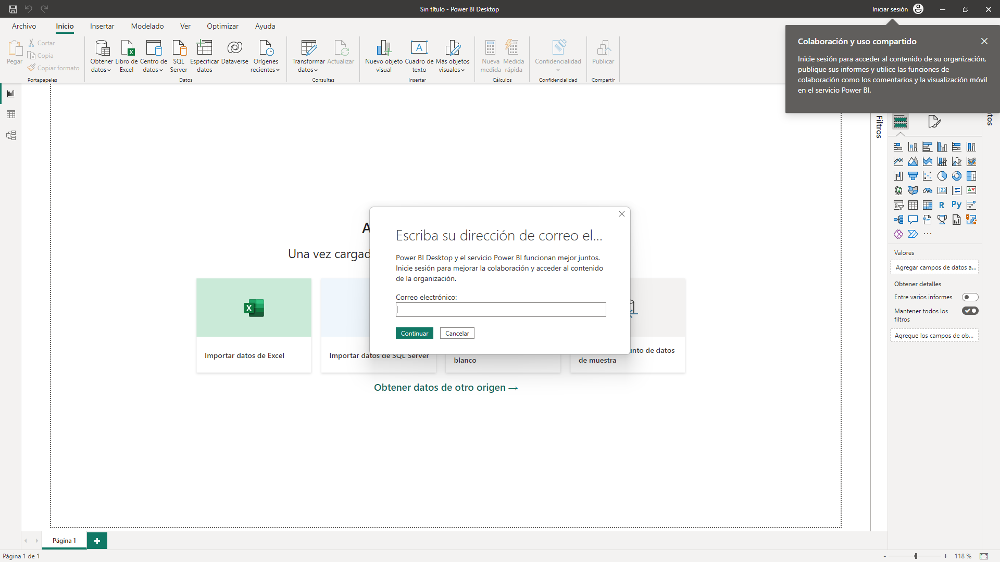 Sin título - Power BI Desktop
Iniciar sesión
Archivo
Inicio
Insertar
Modelado
Ver
Optimizar
Ayuda
Pegar
Cortar
Copia
Copiar formato
Portapapeles
Obtener
datos
Libro de
Excel
Centro de
datos
SQL
Server
Especificar
datos
Dataverse
Orígenes
recientes
Datos
Transformar
datos
Actualizar
Consultas
Nuevo objeto
visual
Cuadro de
texto
Más objetos
visuales
Insertar
Nueva
medida
Medida
rápida
Cálculos
Confidencialidad
Confidencialidad
Publicar
Compartir
Colaboración y uso compartido
Inicie sesión para acceder al contenido de su organización,
publique sus informes y utilice las funciones de
colaboración como los comentarios y la visualización móvil
en el servicio Power BI.
Filtros
tos
123
R
Py
Valores
Agregar campos de datos a...
Obtener detalles
Entre varios informes
Mantener todos los
filtros
Agregue los campos de ob...
A
Una vez cargad
Escriba su dirección de correo el...
Power BI Desktop y el servicio Power BI funcionan mejor juntos.
Inicie sesión para mejorar la colaboración y acceder al contenido
de la organización.
Correo electrónico:
Continuar
Cancelar
Importar datos de Excel
Importar datos de SQL Server
blanco
unto de datos
de muestra
Obtener datos de otro origen →
Página 1
Página 1 de 1
- + 118 %